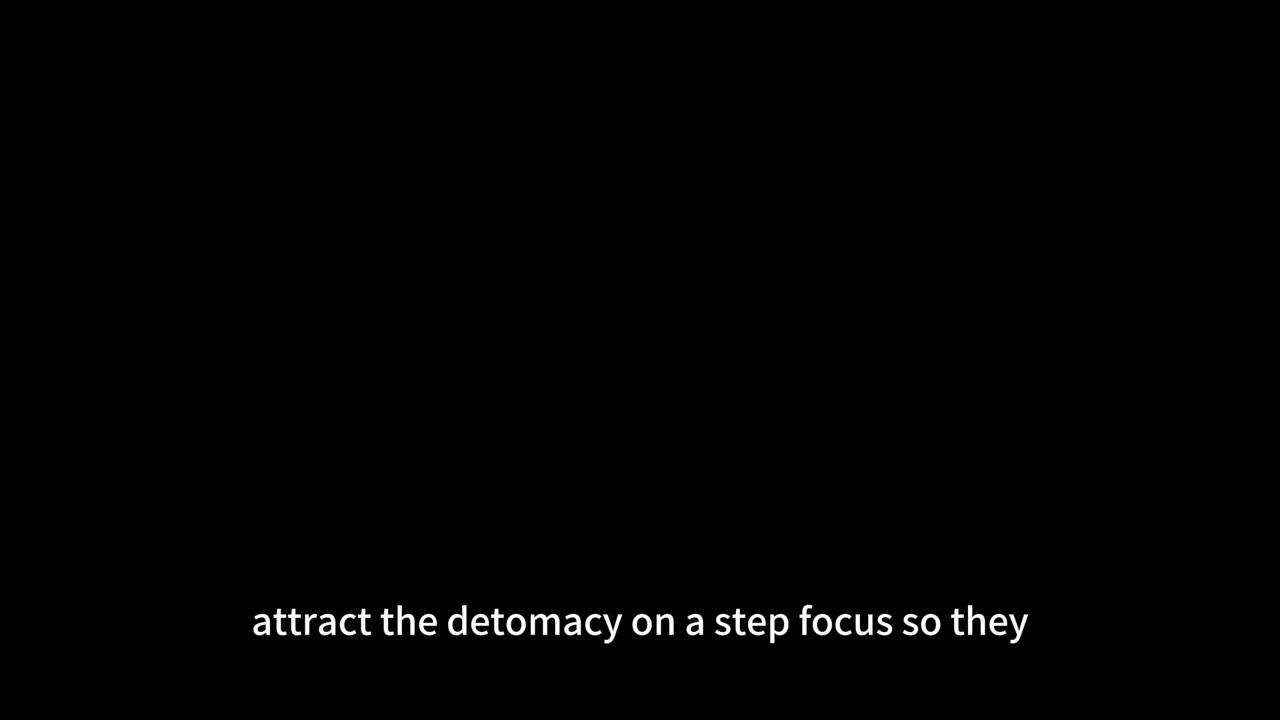 attract the detomacy on a step focus so they